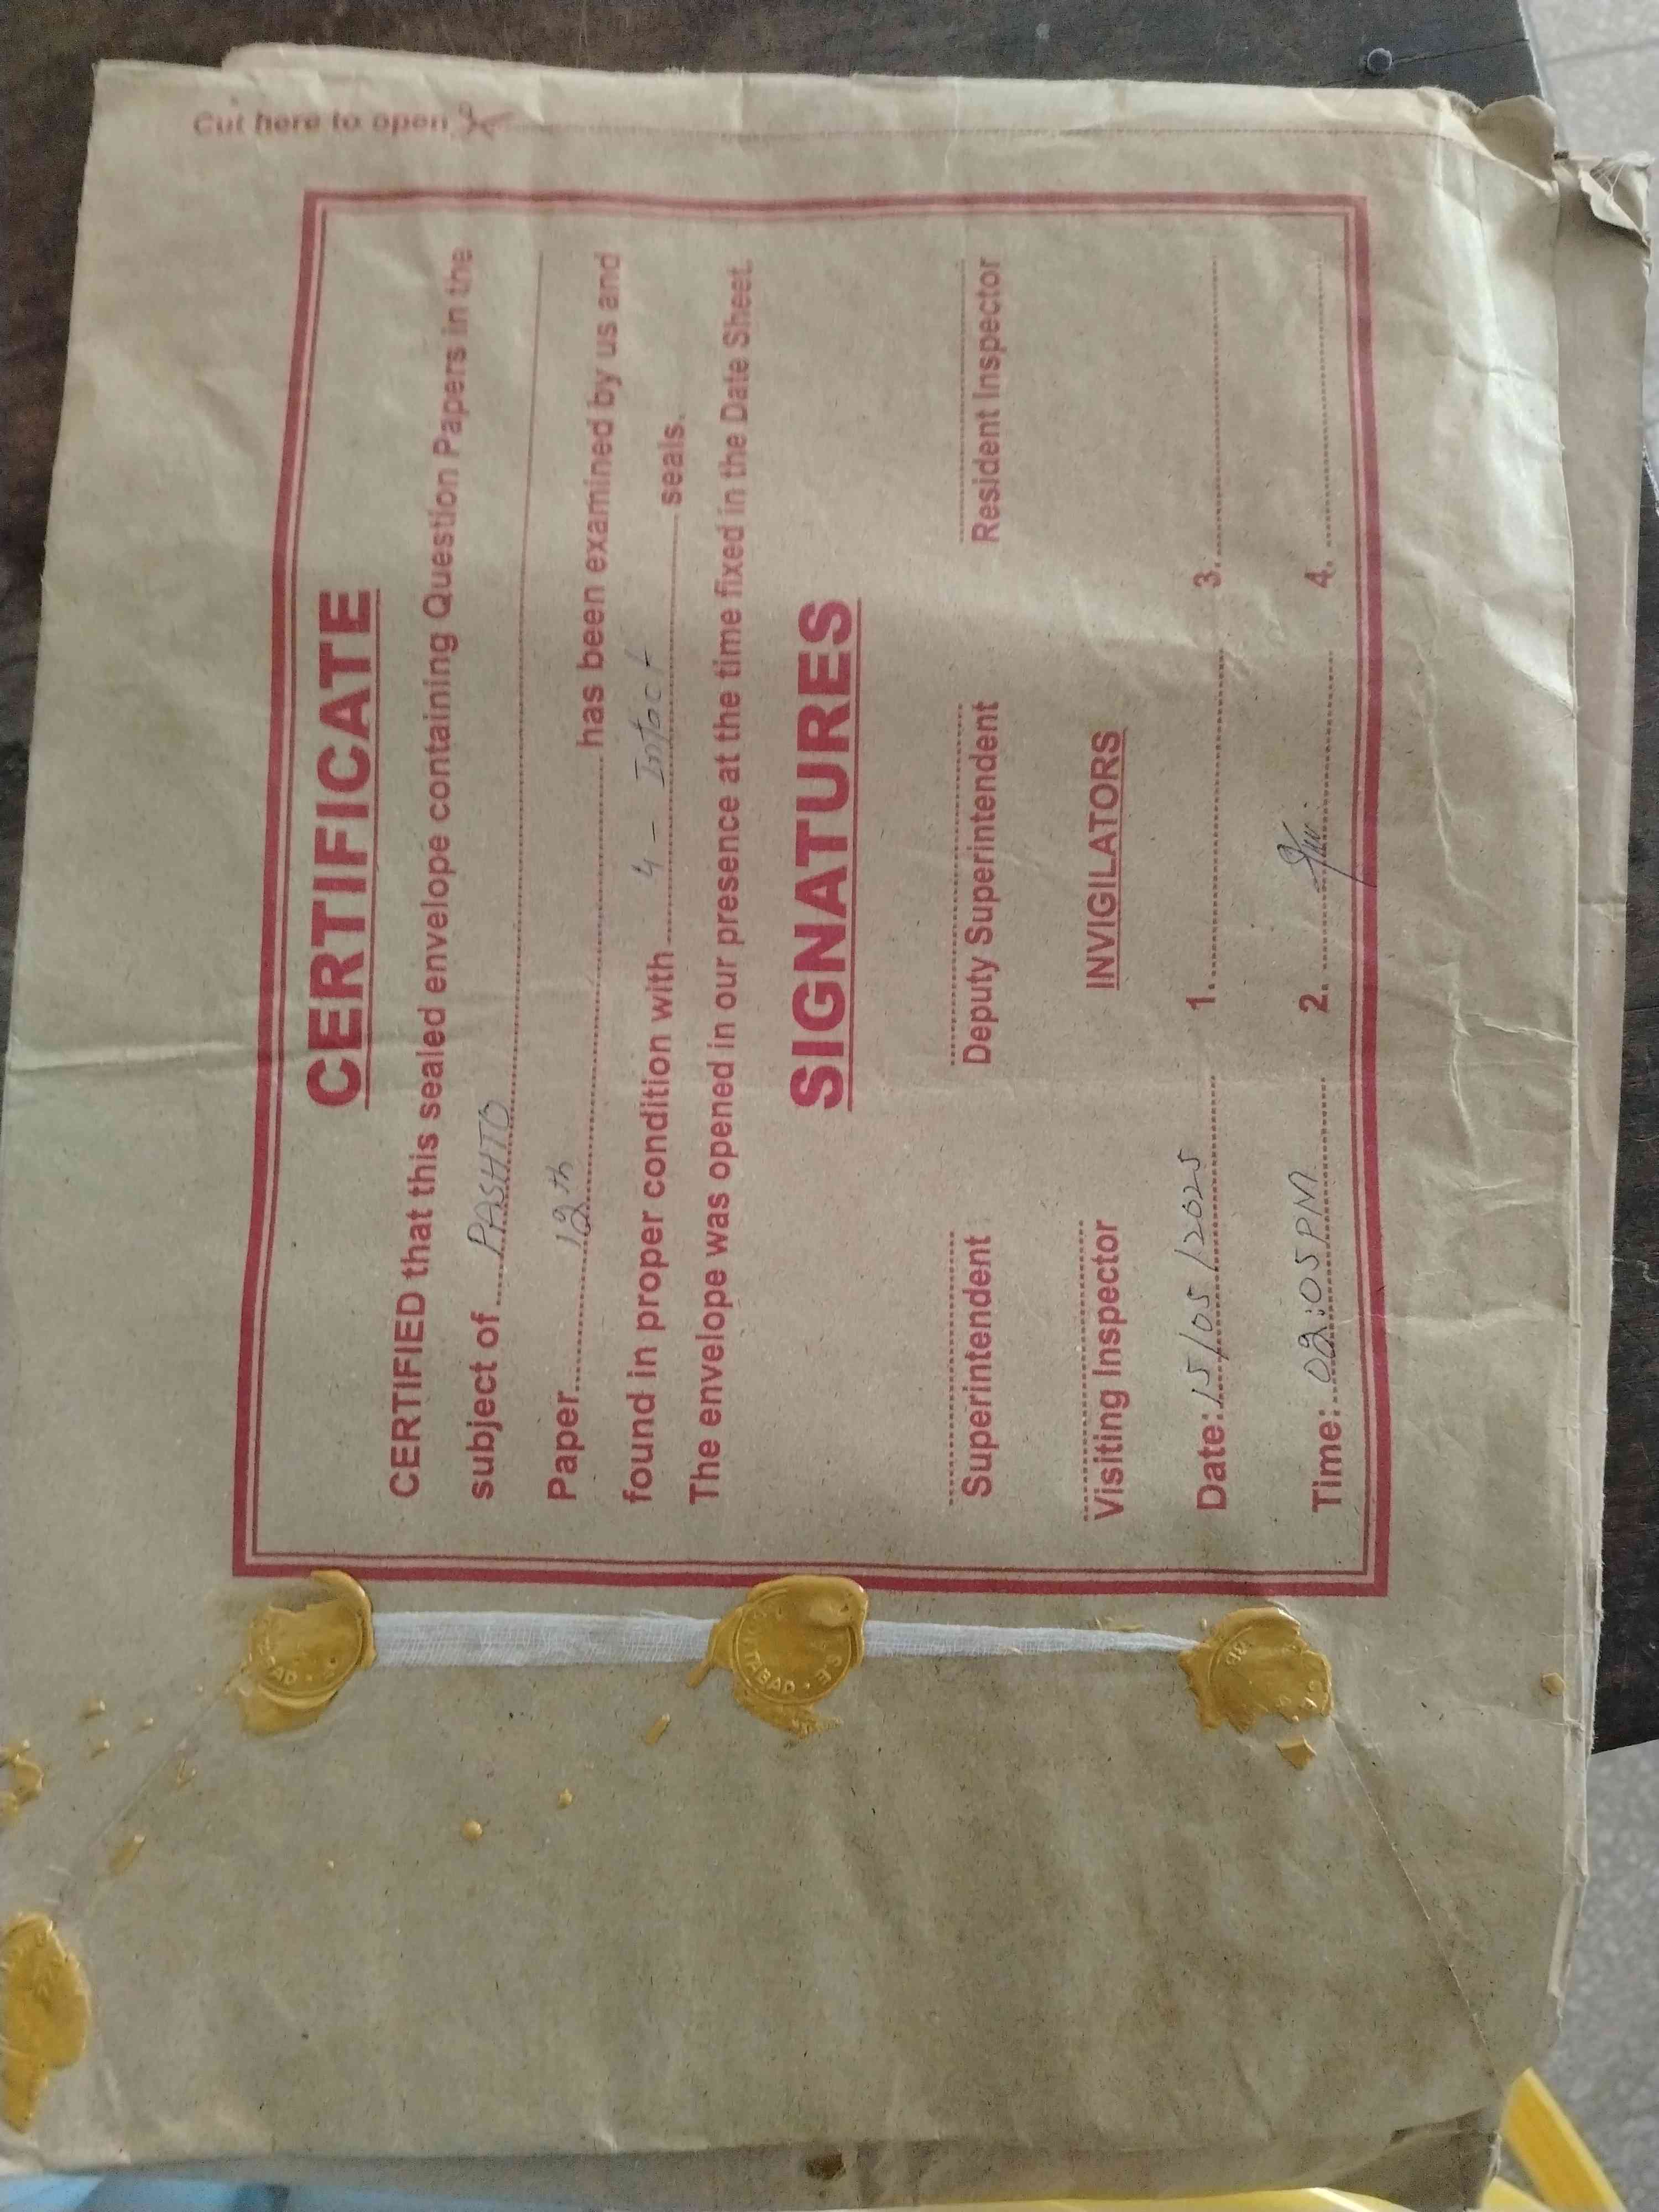 Cut here to open
CERTIFICATE
CERTIFIED that this sealed envelope containing Question Papers in the
subject of PASHTO
Paper 12th has been examined by us and
found in proper condition with 4 - Intact seals.
The envelope was opened in our presence at the time fixed in the Date Sheet.
SIGNATURES
Superintendent Deputy Superintendent Resident Inspector
Visiting Inspector INVIGILATORS
Date: 15/05/2025 1. 3.
Time: 02:05 PM 2. 4.